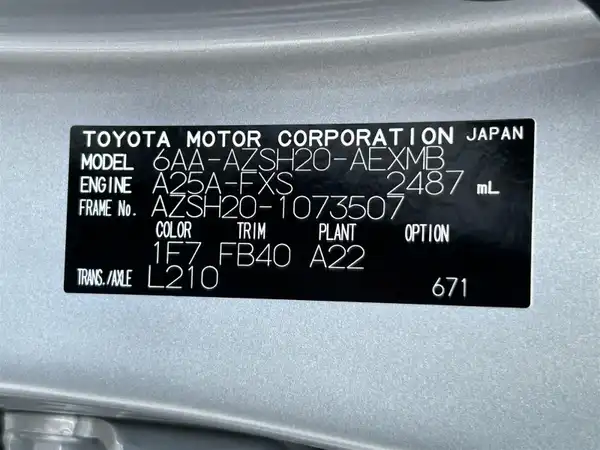 TOYOTA MOTOR CORPORATION JAPAN
MODEL 6AA-AZSH20-AEXMB
ENGINE A25A-FXS 2487 mL
FRAME No. AZSH20-1073507
COLOR TRIM PLANT OPTION
1F7 FB40 A22
TRANS./AXLE L210 671